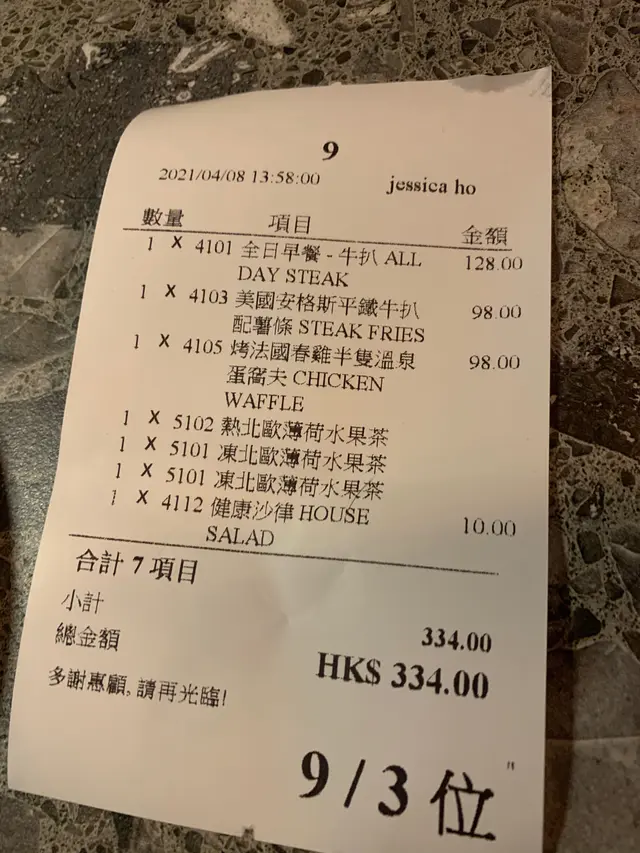 9
2021/04/08 13:58:00 jessica ho
數量 項目 金額
1 X 4101 全日早餐 - 牛扒 ALL 128.00
DAY STEAK
1 X 4103 美國安格斯平鐵牛扒 98.00
配薯條 STEAK FRIES
1 X 4105 烤法國春雞半隻溫泉 98.00
蛋窩夫 CHICKEN
WAFFLE
1 X 5102 熱北歐薄荷水果茶
1 X 5101 凍北歐薄荷水果茶
1 X 5101 凍北歐薄荷水果茶
1 X 4112 健康沙律 HOUSE 10.00
SALAD
合計 7 項目
小計 334.00
總金額 HK$ 334.00
多謝惠顧, 請再光臨!
9 / 3 位